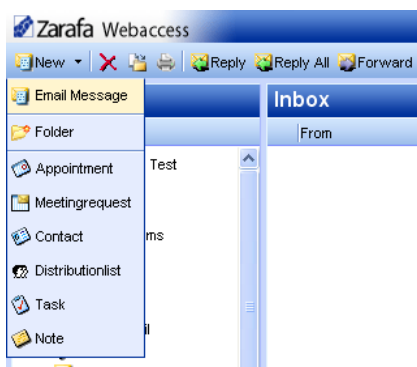 Zarafa Webaccess
New Reply Reply All Forward
Email Message
Inbox
Folder
From
Appointment
Test
Meetingrequest
Contact
ms
Distributionlist
Task
il
Note